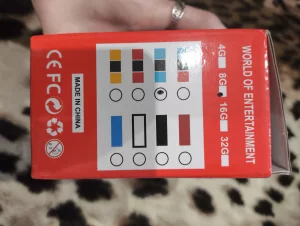 WORLD OF ENTERTAINMENT
4G
8G
16G
32G
MADE IN CHINA
CE FC